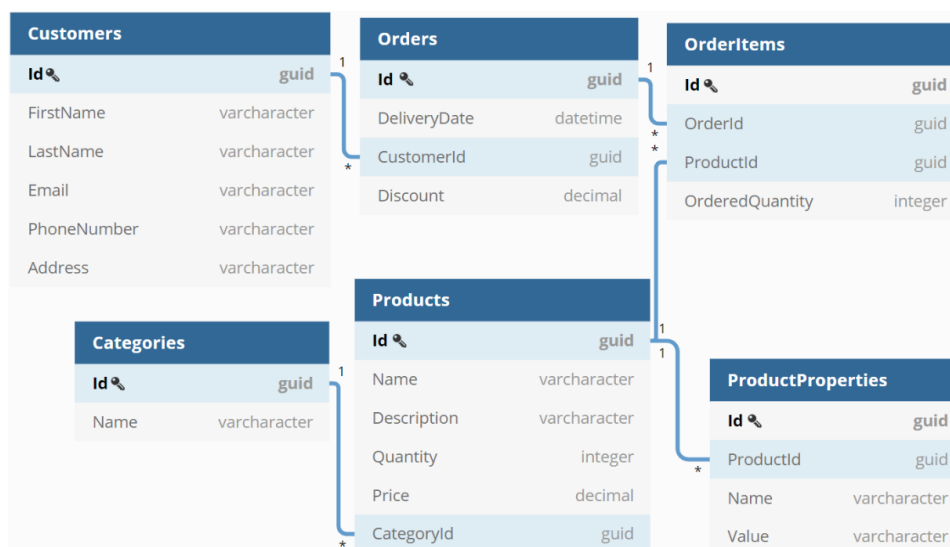 Customers
Id guid
FirstName varcharacter
LastName varcharacter
Email varcharacter
PhoneNumber varcharacter
Address varcharacter
1
*
Orders
Id guid
DeliveryDate datetime
CustomerId guid
Discount decimal
1
*
*
OrderItems
Id guid
OrderId guid
ProductId guid
OrderedQuantity integer
Categories
Id guid
Name varcharacter
1
*
Products
Id guid
Name varcharacter
Description varcharacter
Quantity integer
Price decimal
CategoryId guid
1
1
*
ProductProperties
Id guid
ProductId guid
Name varcharacter
Value varcharacter